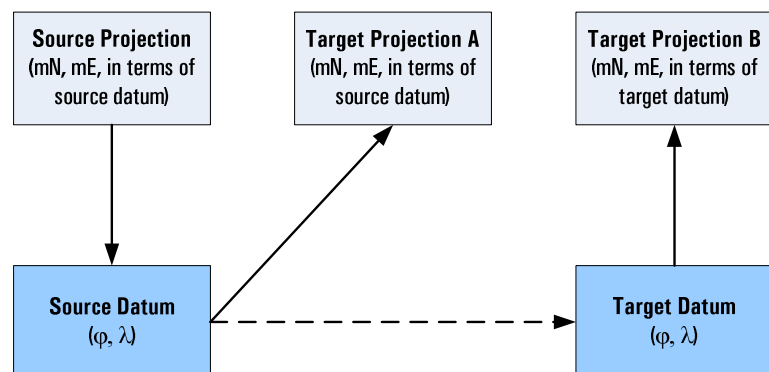 Source Projection
(mN, mE, in terms of
source datum)
Target Projection A
(mN, mE, in terms of
source datum)
Target Projection B
(mN, mE, in terms of
target datum)
Source Datum
(φ, λ)
Target Datum
(φ, λ)